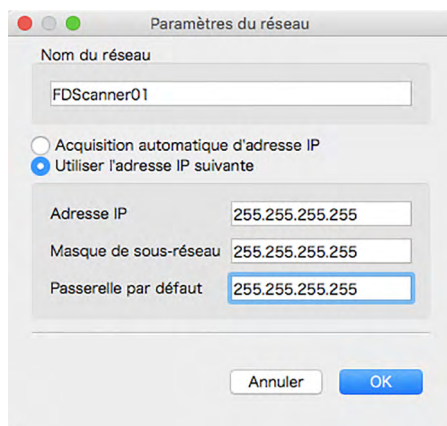 Paramètres du réseau
Nom du réseau
FDScanner01
Acquisition automatique d'adresse IP
Utiliser l'adresse IP suivante
Adresse IP 255.255.255.255
Masque de sous-réseau 255.255.255.255
Passerelle par défaut 255.255.255.255
Annuler OK